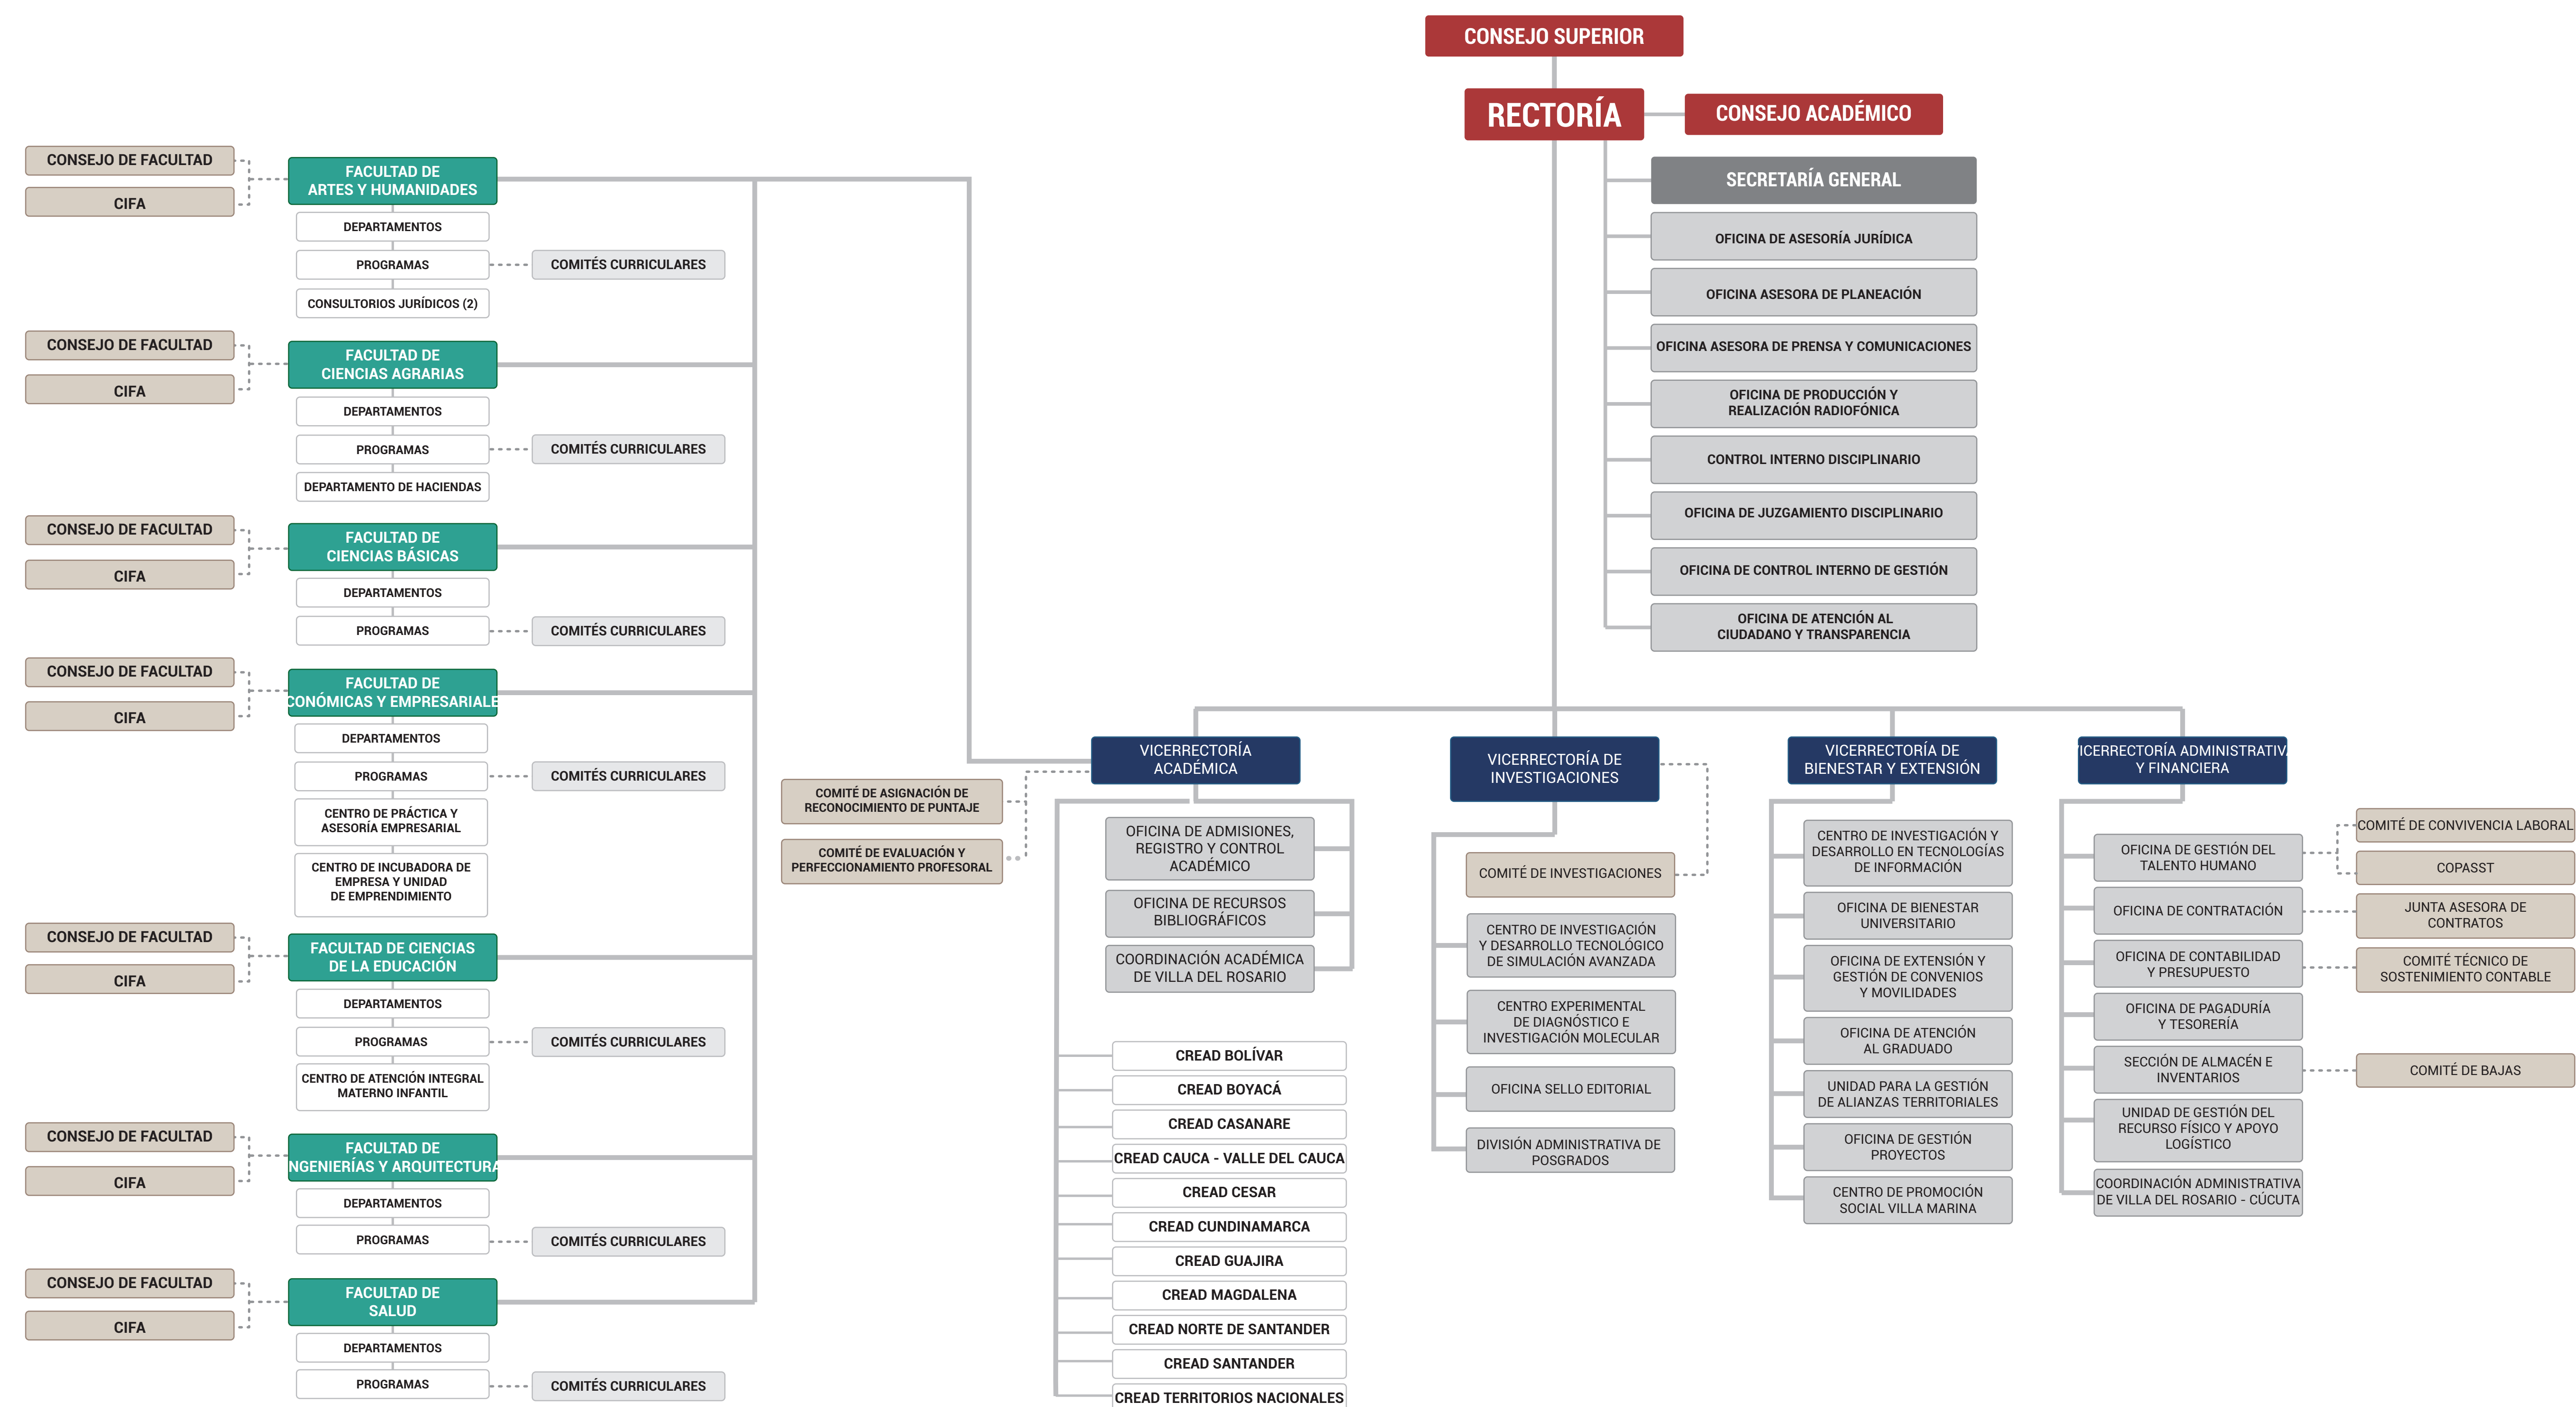 CONSEJO SUPERIOR
RECTORÍA
CONSEJO ACADÉMICO
SECRETARÍA GENERAL
OFICINA DE ASESORÍA JURÍDICA
OFICINA ASESORA DE PLANEACIÓN
OFICINA ASESORA DE PRENSA Y COMUNICACIONES
OFICINA DE PRODUCCIÓN Y
REALIZACIÓN RADIOFÓNICA
CONTROL INTERNO DISCIPLINARIO
OFICINA DE JUZGAMIENTO DISCIPLINARIO
OFICINA DE CONTROL INTERNO DE GESTIÓN
OFICINA DE ATENCIÓN AL
CIUDADANO Y TRANSPARENCIA
CONSEJO DE FACULTAD
CIFA
FACULTAD DE
ARTES Y HUMANIDADES
DEPARTAMENTOS
PROGRAMAS
COMITÉS CURRICULARES
CONSULTORIOS JURÍDICOS (2)
CONSEJO DE FACULTAD
CIFA
FACULTAD DE
CIENCIAS AGRARIAS
DEPARTAMENTOS
PROGRAMAS
COMITÉS CURRICULARES
DEPARTAMENTO DE HACIENDAS
CONSEJO DE FACULTAD
CIFA
FACULTAD DE
CIENCIAS BÁSICAS
DEPARTAMENTOS
PROGRAMAS
COMITÉS CURRICULARES
CONSEJO DE FACULTAD
CIFA
FACULTAD DE
CONÓMICAS Y EMPRESARIALE
DEPARTAMENTOS
PROGRAMAS
COMITÉS CURRICULARES
CENTRO DE PRÁCTICA Y
ASESORÍA EMPRESARIAL
CENTRO DE INCUBADORA DE
EMPRESA Y UNIDAD
DE EMPRENDIMIENTO
CONSEJO DE FACULTAD
CIFA
FACULTAD DE CIENCIAS
DE LA EDUCACIÓN
DEPARTAMENTOS
PROGRAMAS
COMITÉS CURRICULARES
CENTRO DE ATENCIÓN INTEGRAL
MATERNO INFANTIL
CONSEJO DE FACULTAD
CIFA
FACULTAD DE
NGENIERÍAS Y ARQUITECTURA
DEPARTAMENTOS
PROGRAMAS
COMITÉS CURRICULARES
CONSEJO DE FACULTAD
CIFA
FACULTAD DE
SALUD
DEPARTAMENTOS
PROGRAMAS
COMITÉS CURRICULARES
VICERRECTORÍA
ACADÉMICA
COMITÉ DE ASIGNACIÓN DE
RECONOCIMIENTO DE PUNTAJE
COMITÉ DE EVALUACIÓN Y
PERFECCIONAMIENTO PROFESORAL
OFICINA DE ADMISIONES,
REGISTRO Y CONTROL
ACADÉMICO
OFICINA DE RECURSOS
BIBLIOGRÁFICOS
COORDINACIÓN ACADÉMICA
DE VILLA DEL ROSARIO
CREAD BOLÍVAR
CREAD BOYACÁ
CREAD CASANARE
CREAD CAUCA - VALLE DEL CAUCA
CREAD CESAR
CREAD CUNDINAMARCA
CREAD GUAJIRA
CREAD MAGDALENA
CREAD NORTE DE SANTANDER
CREAD SANTANDER
CREAD TERRITORIOS NACIONALES
VICERRECTORÍA DE
INVESTIGACIONES
COMITÉ DE INVESTIGACIONES
CENTRO DE INVESTIGACIÓN
Y DESARROLLO TECNOLÓGICO
DE SIMULACIÓN AVANZADA
CENTRO EXPERIMENTAL
DE DIAGNÓSTICO E
INVESTIGACIÓN MOLECULAR
OFICINA SELLO EDITORIAL
DIVISIÓN ADMINISTRATIVA DE
POSGRADOS
VICERRECTORÍA DE
BIENESTAR Y EXTENSIÓN
CENTRO DE INVESTIGACIÓN Y
DESARROLLO EN TECNOLOGÍAS
DE INFORMACIÓN
OFICINA DE BIENESTAR
UNIVERSITARIO
OFICINA DE EXTENSIÓN Y
GESTIÓN DE CONVENIOS
Y MOVILIDADES
OFICINA DE ATENCIÓN
AL GRADUADO
UNIDAD PARA LA GESTIÓN
DE ALIANZAS TERRITORIALES
OFICINA DE GESTIÓN
PROYECTOS
CENTRO DE PROMOCIÓN
SOCIAL VILLA MARINA
VICERRECTORÍA ADMINISTRATIVA
Y FINANCIERA
OFICINA DE GESTIÓN DEL
TALENTO HUMANO
COMITÉ DE CONVIVENCIA LABORAL
COPASST
OFICINA DE CONTRATACIÓN
JUNTA ASESORA DE
CONTRATOS
OFICINA DE CONTABILIDAD
Y PRESUPUESTO
COMITÉ TÉCNICO DE
SOSTENIMIENTO CONTABLE
OFICINA DE PAGADURÍA
Y TESORERÍA
SECCIÓN DE ALMACÉN E
INVENTARIOS
COMITÉ DE BAJAS
UNIDAD DE GESTIÓN DEL
RECURSO FÍSICO Y APOYO
LOGÍSTICO
COORDINACIÓN ADMINISTRATIVA
DE VILLA DEL ROSARIO - CÚCUTA